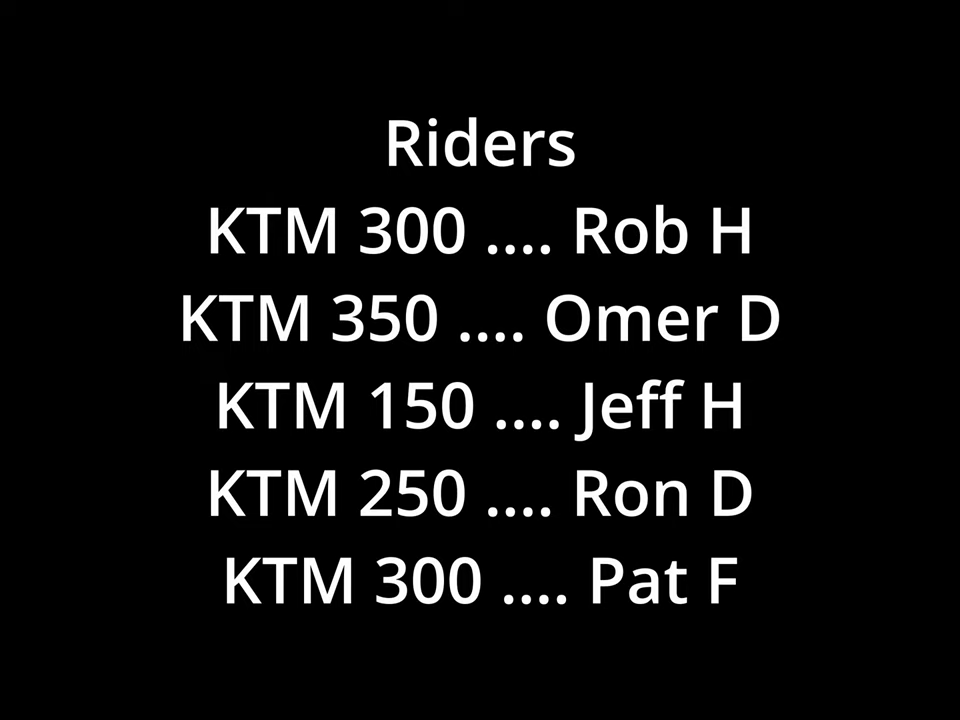 Riders
KTM 300 .... Rob H
KTM 350 .... Omer D
KTM 150 .... Jeff H
KTM 250 .... Ron D
KTM 300 .... Pat F